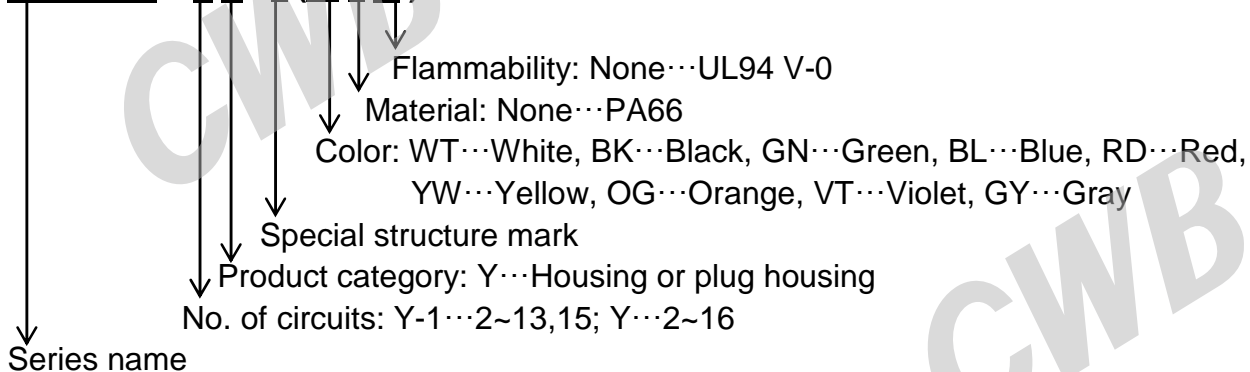 Flammability: None···UL94 V-0
Material: None···PA66
Color: WT···White, BK···Black, GN···Green, BL···Blue, RD···Red,
YW···Yellow, OG···Orange, VT···Violet, GY···Gray
Special structure mark
Product category: Y···Housing or plug housing
No. of circuits: Y-1···2~13,15; Y···2~16
Series name
CWB
CWB